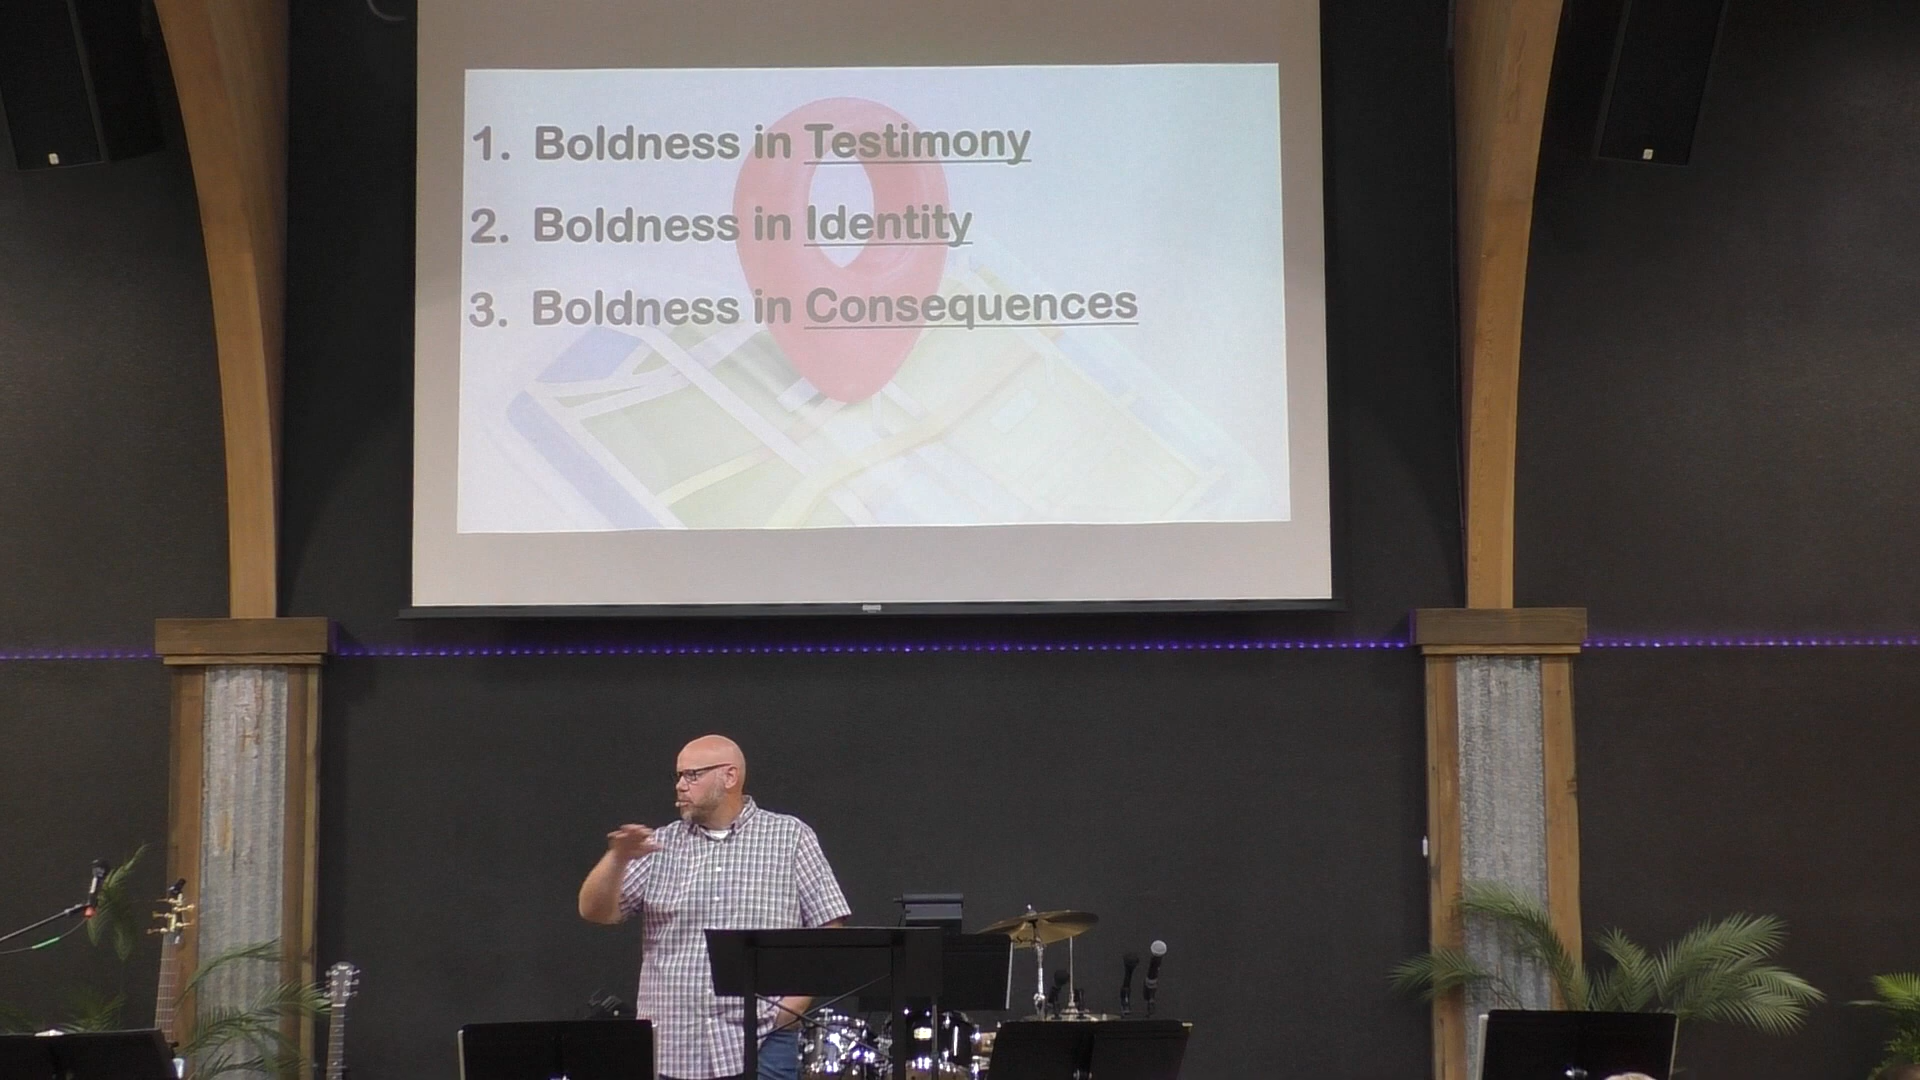 1. Boldness in Testimony
2. Boldness in Identity
3. Boldness in Consequences